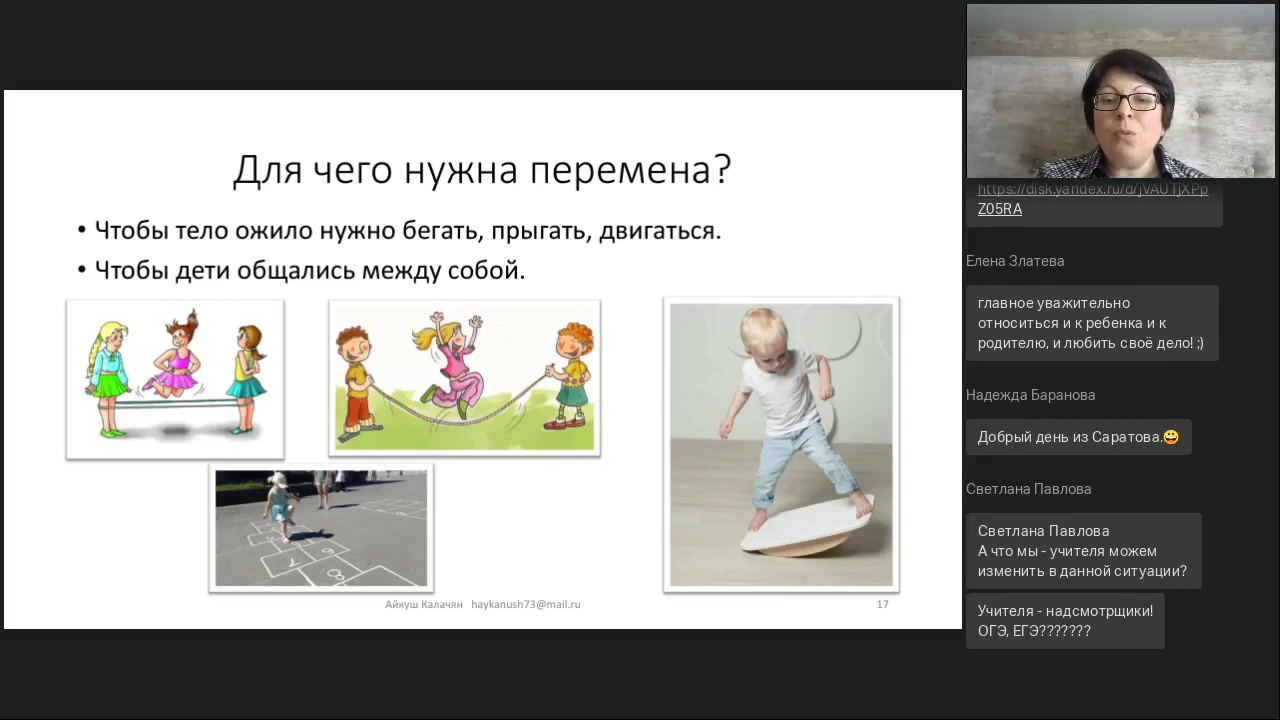 Для чего нужна перемена?
• Чтобы тело ожило нужно бегать, прыгать, двигаться.
• Чтобы дети общались между собой.
Айкуш Калачян haykanush73@mail.ru
17
https://disk.yandex.ru/d/jVAUTjXPp
Z05RA
Елена Златева
главное уважительно
относиться и к ребенка и к
родителю, и любить своё дело! ;)
Надежда Баранова
Добрый день из Саратова.😀
Светлана Павлова
Светлана Павлова
А что мы - учителя можем
изменить в данной ситуации?
Учителя - надсмотрщики!
ОГЭ, ЕГЭ???????